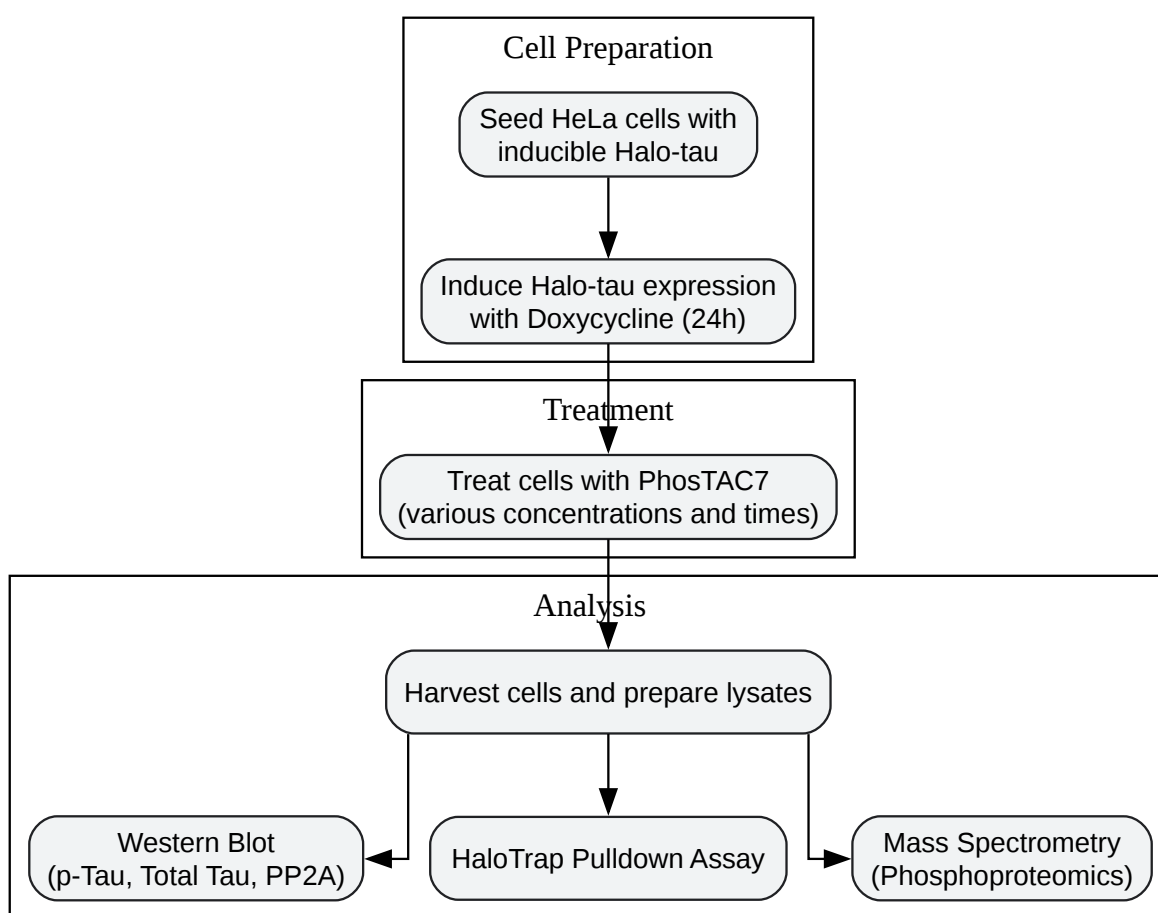 Cell Preparation
Seed HeLa cells with
inducible Halo-tau
Induce Halo-tau expression
with Doxycycline (24h)
Treatment
Treat cells with PhosTAC7
(various concentrations and times)
Analysis
Harvest cells and prepare lysates
Western Blot
(p-Tau, Total Tau, PP2A)
HaloTrap Pulldown Assay
Mass Spectrometry
(Phosphoproteomics)